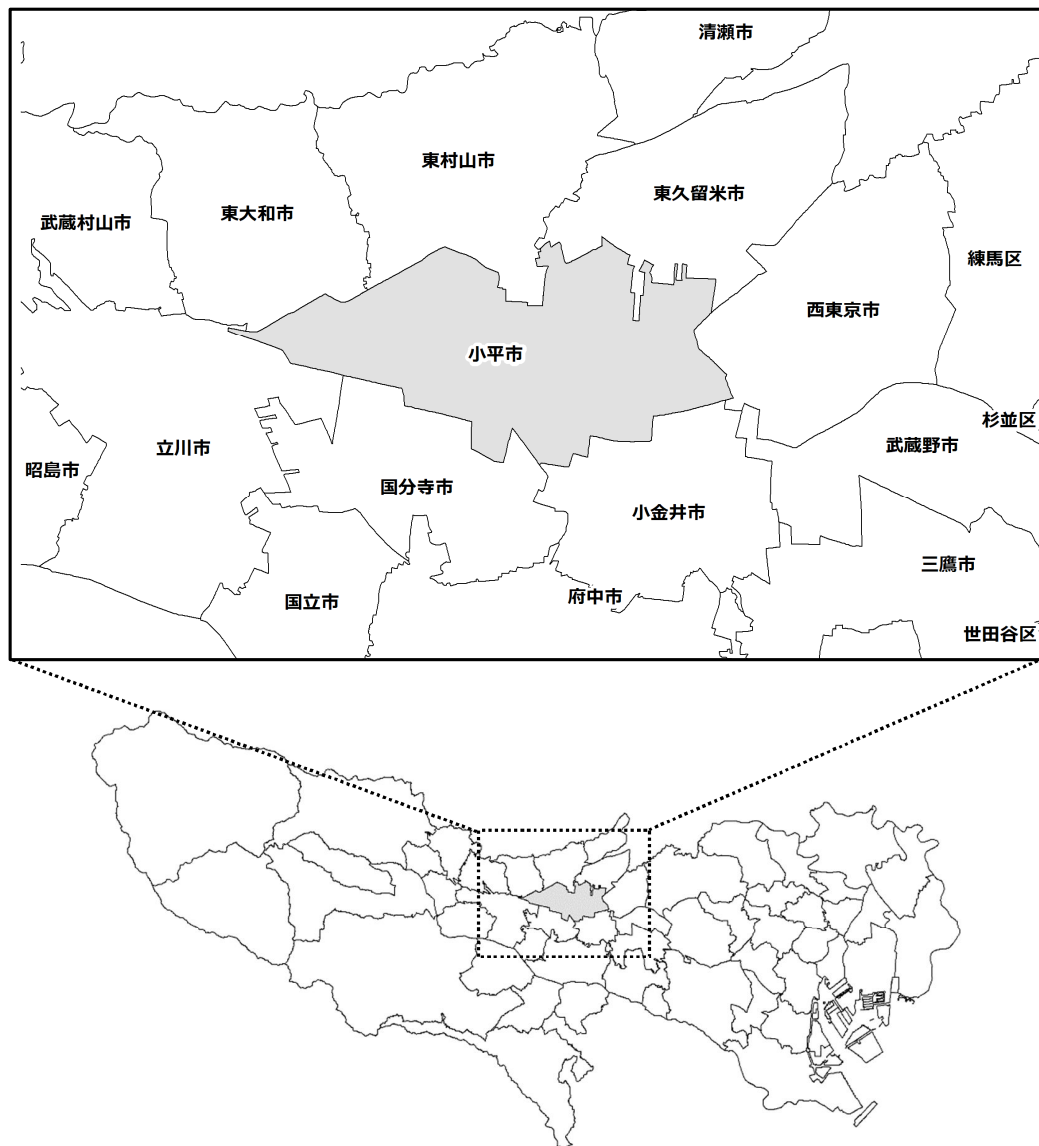 清瀬市
東村山市
東久留米市
武蔵村山市
東大和市
練馬区
西東京市
小平市
杉並区
武蔵野市
立川市
昭島市
国分寺市
小金井市
三鷹市
府中市
国立市
世田谷区